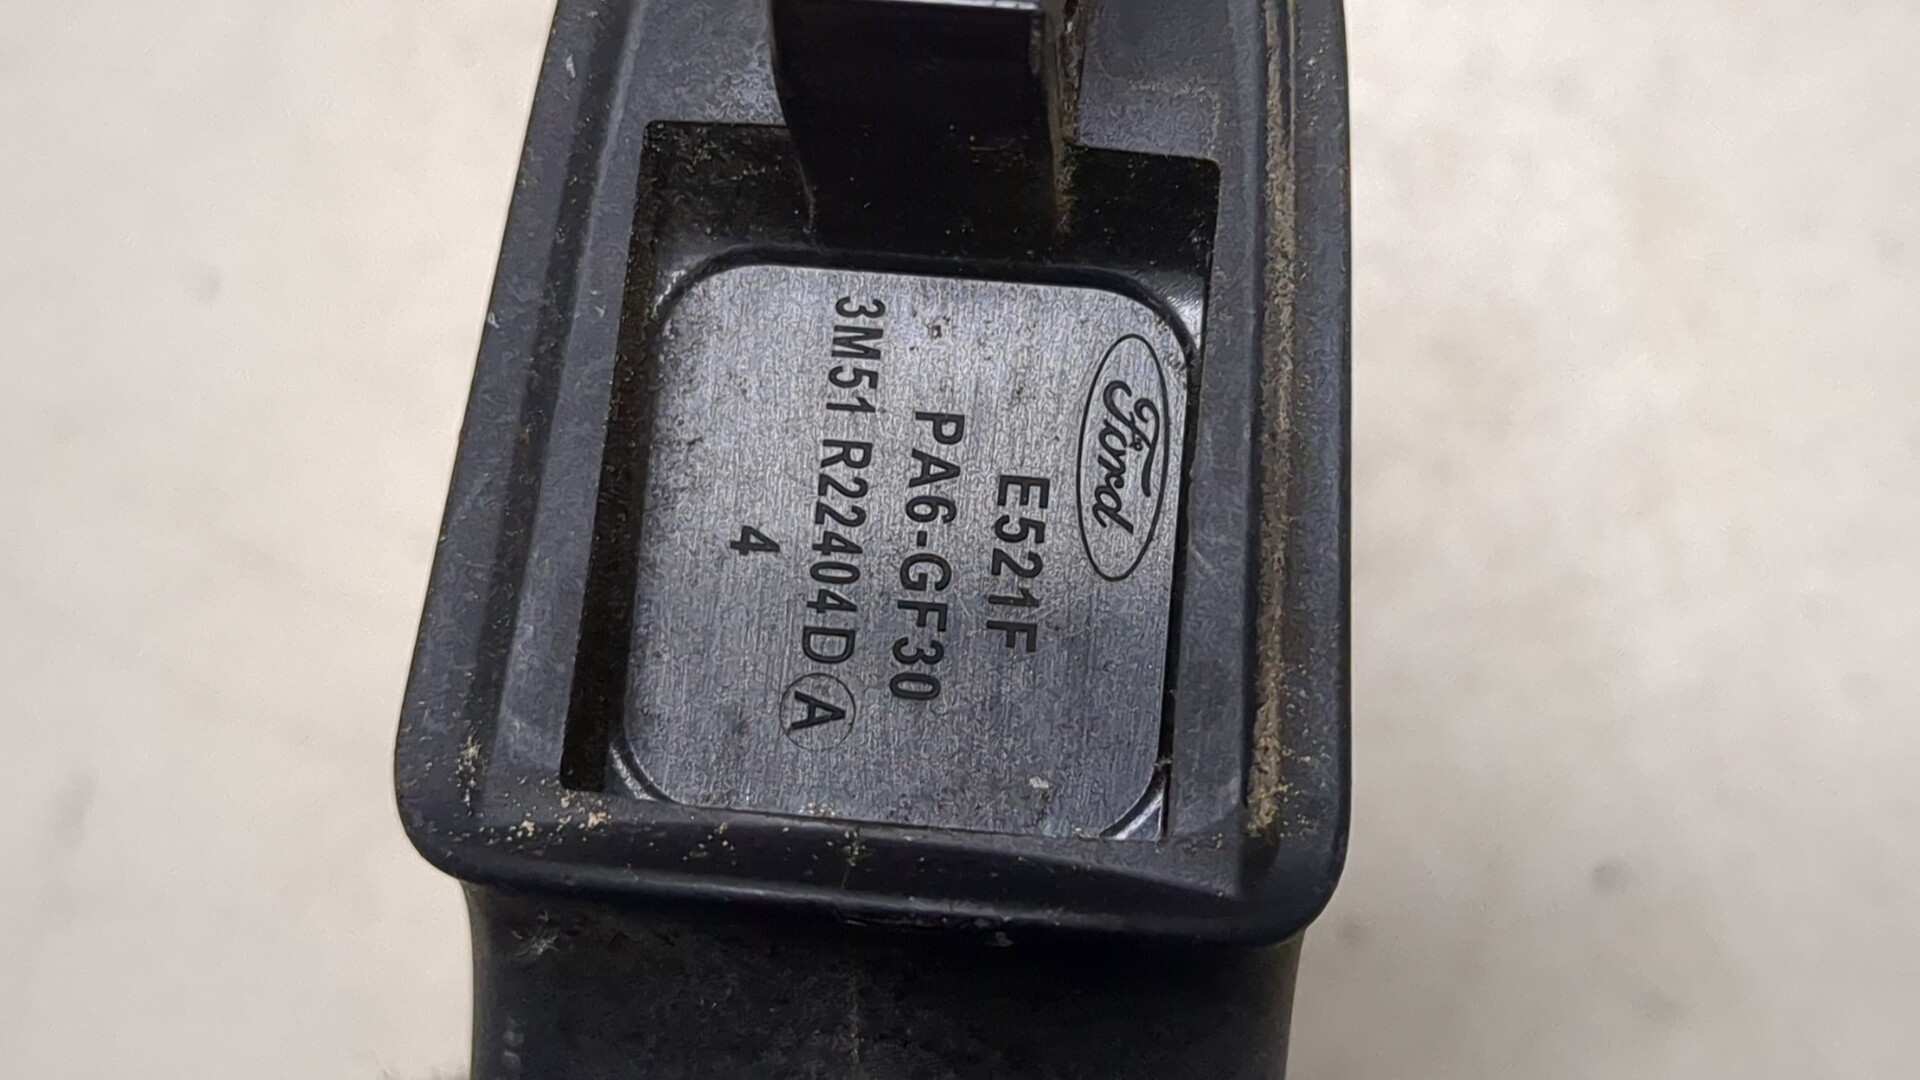 Ford
E521F
PA6-GF30
3M51 R22404D A
4